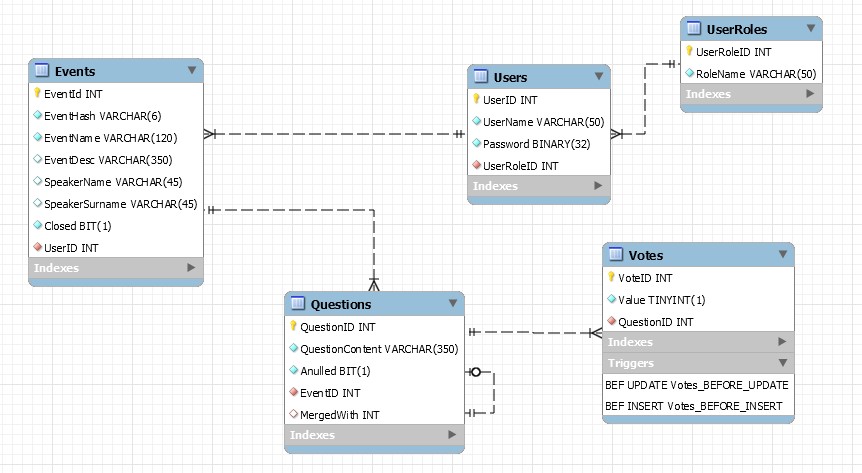 Events
EventId INT
EventHash VARCHAR(6)
EventName VARCHAR(120)
EventDesc VARCHAR(350)
SpeakerName VARCHAR(45)
SpeakerSurname VARCHAR(45)
Closed BIT(1)
UserID INT
Indexes
Users
UserID INT
UserName VARCHAR(50)
Password BINARY(32)
UserRoleID INT
Indexes
UserRoles
UserRoleID INT
RoleName VARCHAR(50)
Indexes
Questions
QuestionID INT
QuestionContent VARCHAR(350)
Anulled BIT(1)
EventID INT
MergedWith INT
Indexes
Votes
VoteID INT
Value TINYINT(1)
QuestionID INT
Indexes
Triggers
BEF UPDATE Votes_BEFORE_UPDATE
BEF INSERT Votes_BEFORE_INSERT